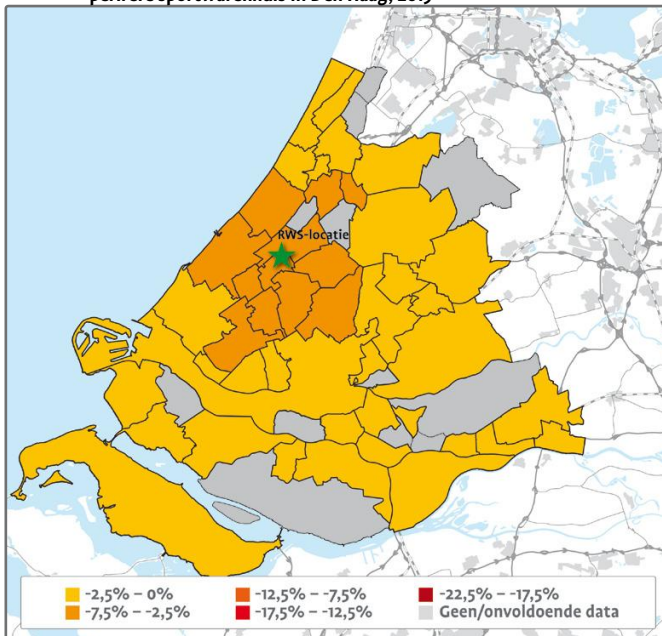 RWS-locatie
-2,5% – 0%
-7,5% – -2,5%
-12,5% – -7,5%
-17,5% – -12,5%
-22,5% – -17,5%
Geen/onvoldoende data